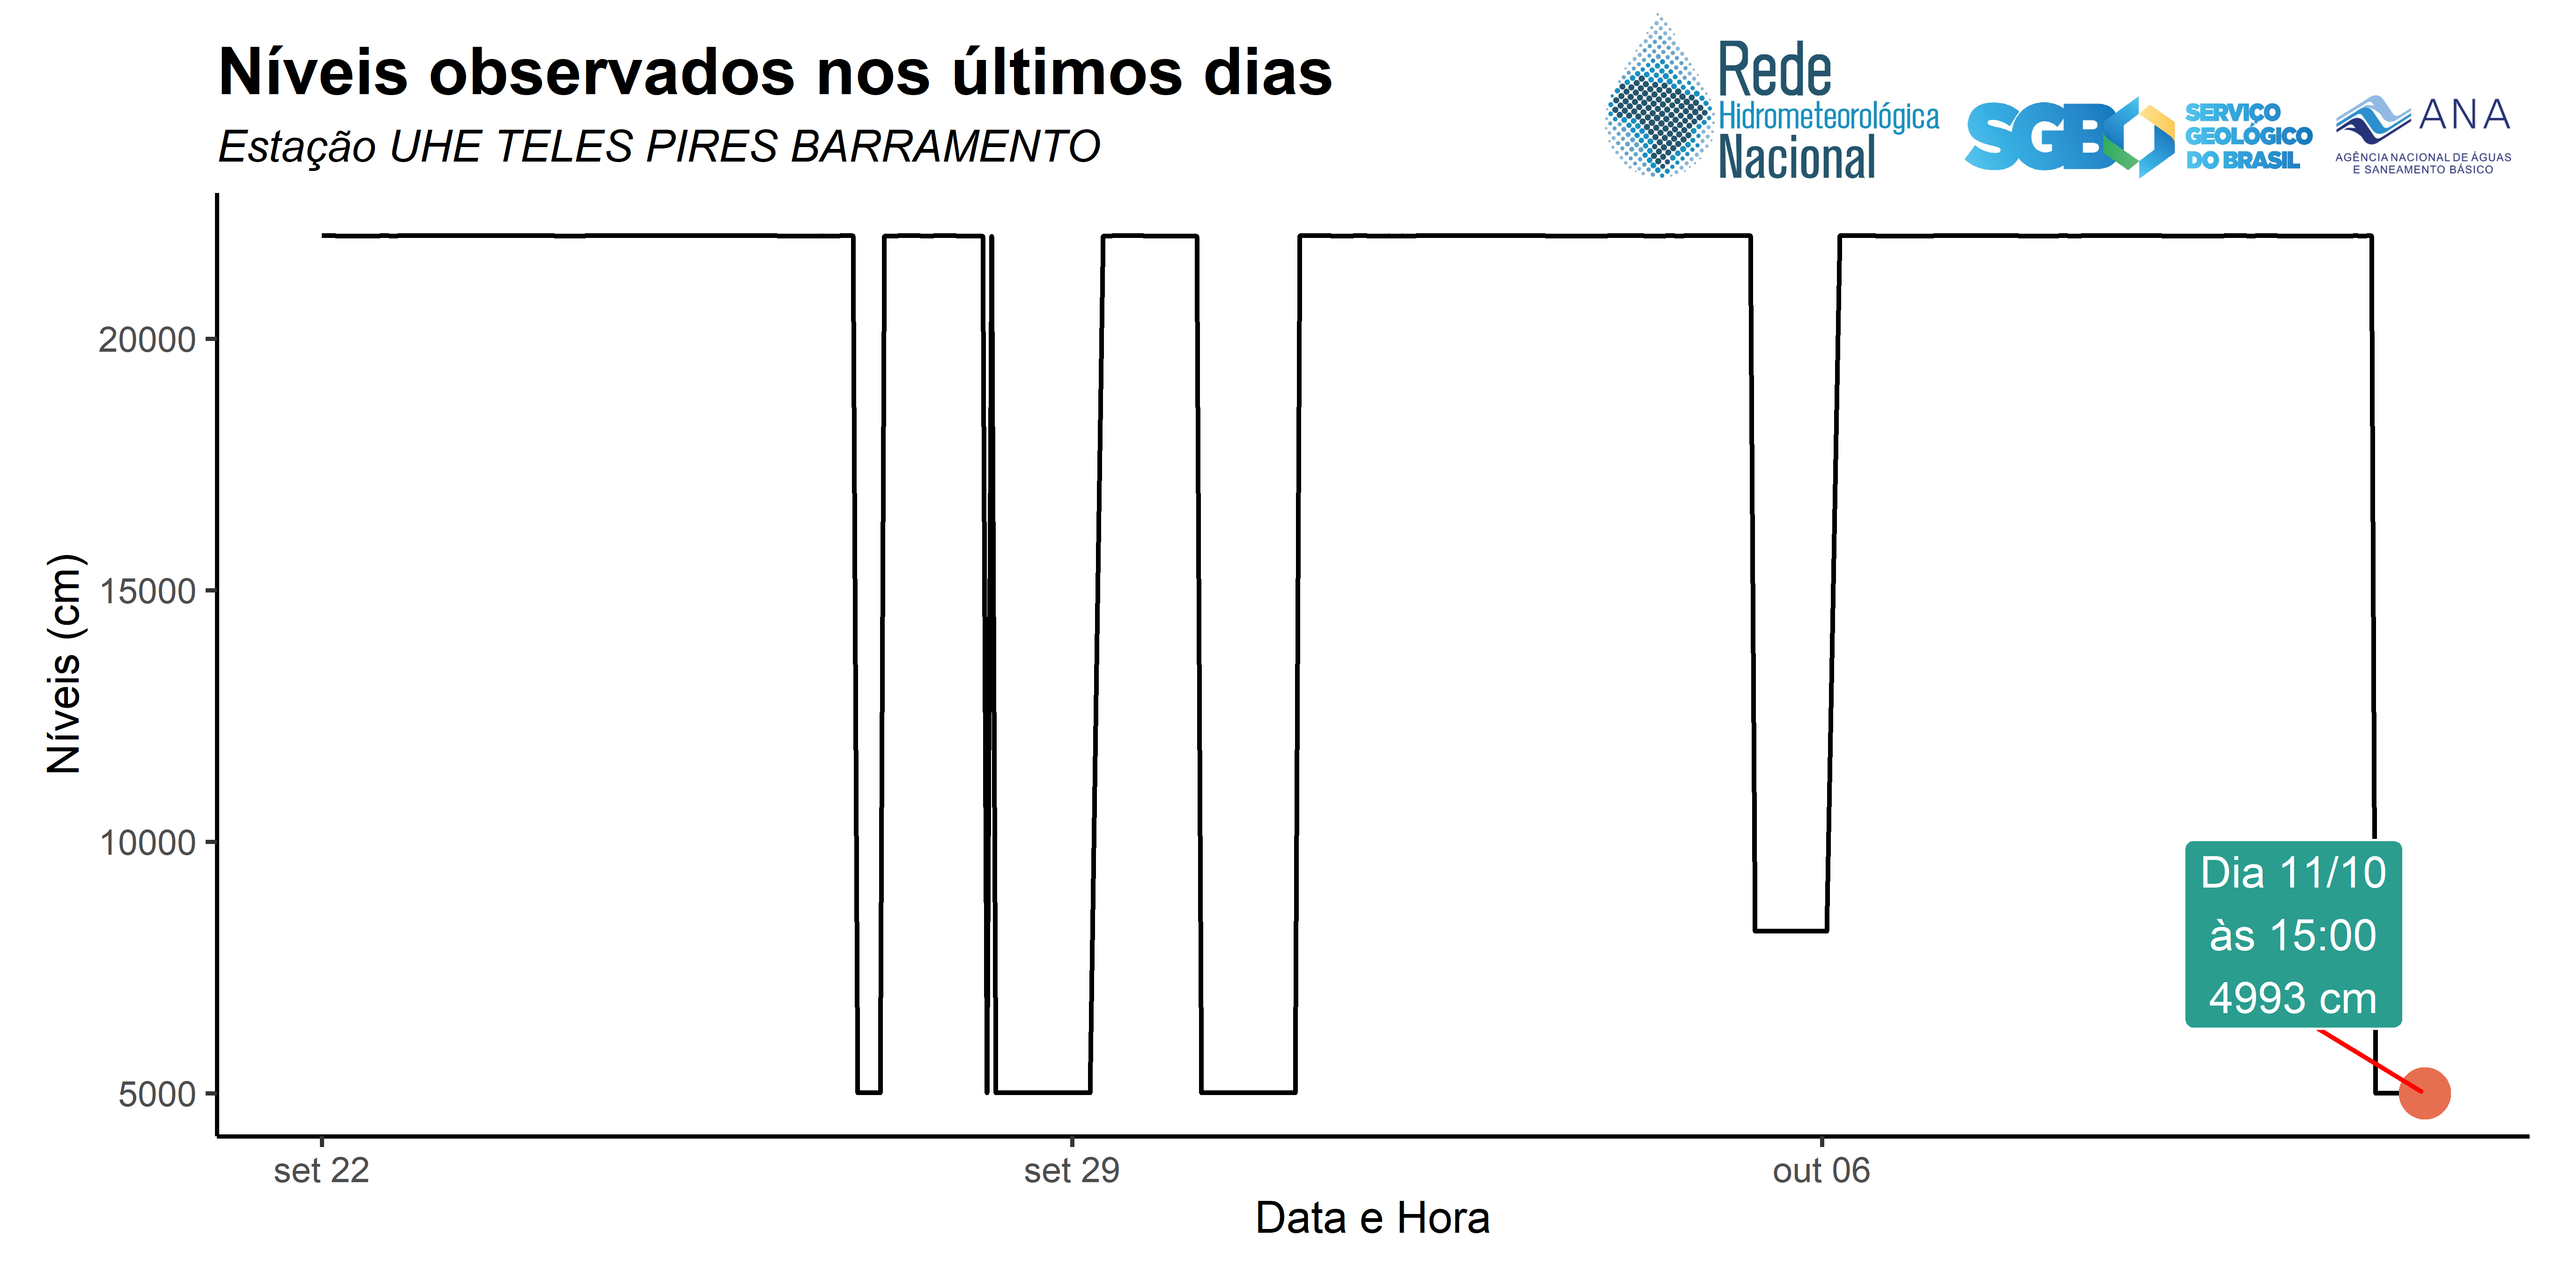 Níveis observados nos últimos dias
Estação UHE TELES PIRES BARRAMENTO
Rede
Hidrometeorológica
Nacional
SGB
SERVIÇO
GEOLÓGICO
DO BRASIL
ANA
AGÊNCIA NACIONAL DE ÁGUAS
E SANEAMENTO BÁSICO
Níveis (cm)
20000
15000
10000
5000
Dia 11/10
às 15:00
4993 cm
set 22
set 29
out 06
Data e Hora